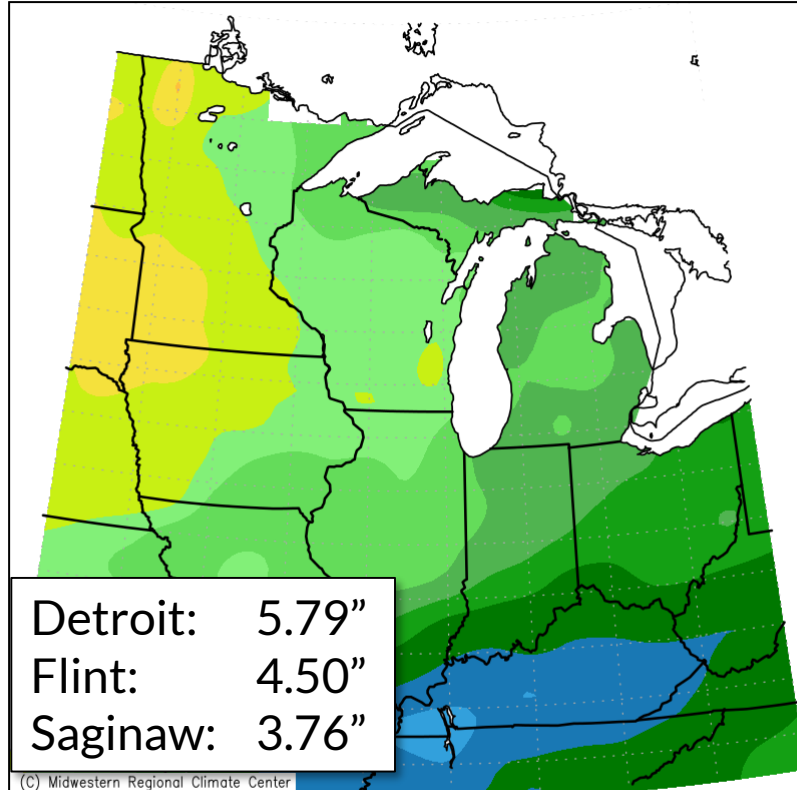 Detroit: 5.79”
Flint: 4.50”
Saginaw: 3.76”
(C) Midwestern Regional Climate Center